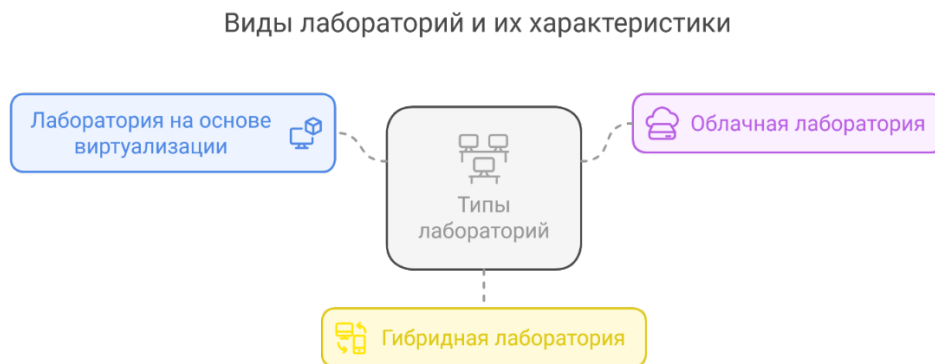 Виды лабораторий и их характеристики
Лаборатория на основе
виртуализации
Облачная лаборатория
Типы
лабораторий
Гибридная лаборатория